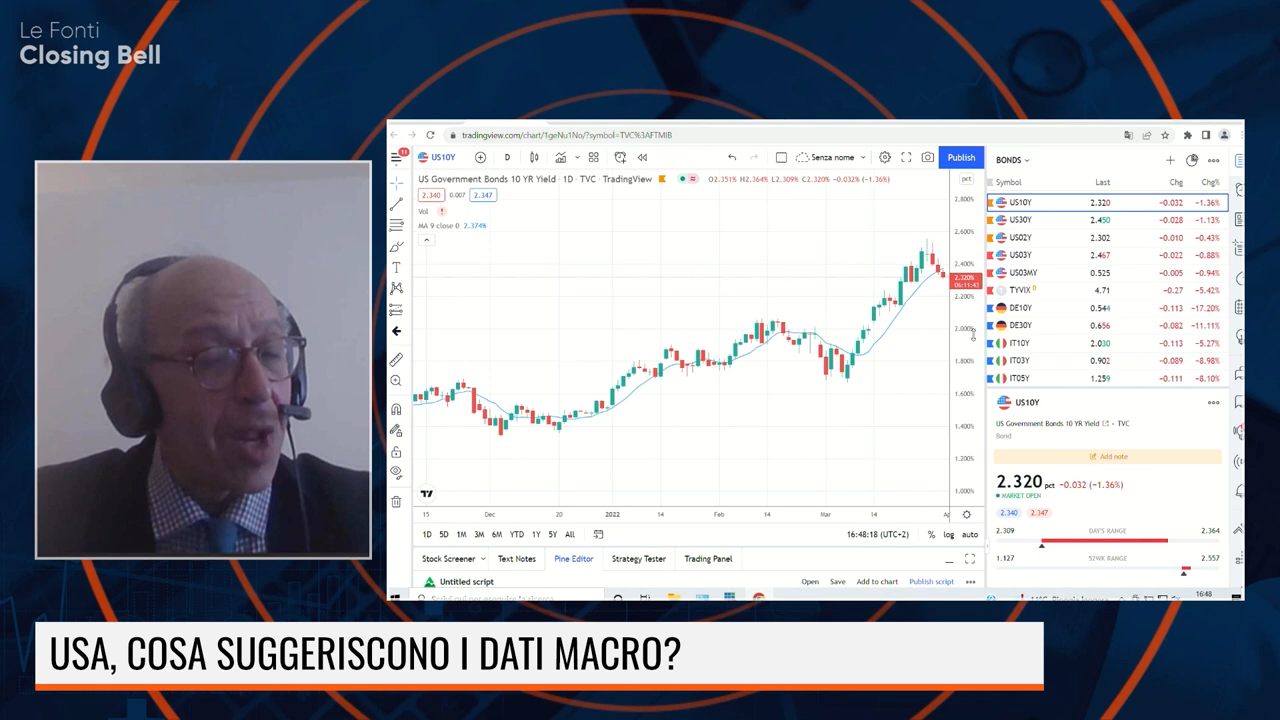 Le Fonti
Closing Bell
tradingview.com/chart/1geNu1No/?symbol=TVC%3AFTMIB
11
US10Y
D
Senza nome
Publish
BONDS
US Government Bonds 10 YR Yield · 1D · TVC · TradingView
O2.351% H2.364% L2.309% C2.320% −0.032 (−1.36%)
pct
2.340 0.007 2.347
Vol
MA 9 close 0 2.374%
2.800%
2.600%
2.400%
2.320%
06:11:43
2.200%
2.000%
1.800%
1.600%
1.400%
1.200%
1.000%
15 Dec 20 2022 14 Feb 14 Mar 14
1D 5D 1M 3M 6M YTD 1Y 5Y All
16:48:18 (UTC+2) % log auto
Stock Screener Text Notes Pine Editor Strategy Tester Trading Panel
Untitled script
Open Save Add to chart Publish script
Symbol Last Chg Chg%
US10Y 2.320 −0.032 −1.36%
US30Y 2.450 −0.028 −1.13%
US02Y 2.302 −0.010 −0.43%
US03Y 2.467 −0.022 −0.88%
US03MY 0.525 −0.005 −0.94%
TYVIX D 4.71 −0.27 −5.42%
DE10Y 0.544 −0.113 −17.20%
DE30Y 0.656 −0.082 −11.11%
IT10Y 2.030 −0.113 −5.27%
IT03Y 0.902 −0.089 −8.98%
IT05Y 1.259 −0.111 −8.10%
US10Y
US Government Bonds 10 YR Yield · TVC
Bond
Add note
2.320 pct −0.032 (−1.36%)
MARKET OPEN
2.340 2.347
2.309 DAY'S RANGE 2.364
1.127 52WK RANGE 2.557
16:48
USA, COSA SUGGERISCONO I DATI MACRO?